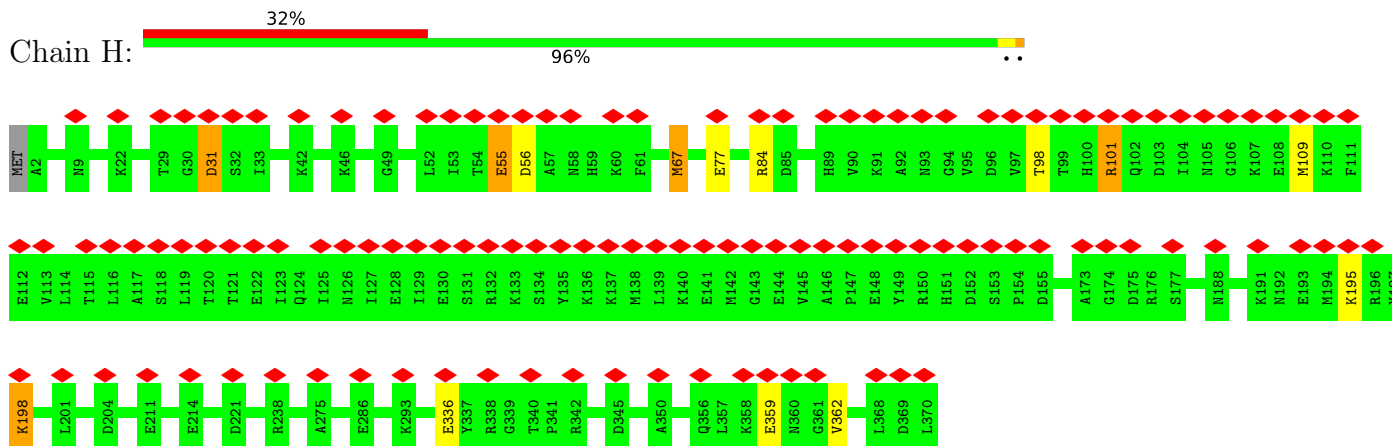 32%
Chain H:
96%
. .
MET A2 N9 K22 T29 G30 D31 S32 I33 K42 K46 G49 L52 I53 T54 E55 D56 A57 N58 H59 K60 F61 M67 E77 R84 D85 H89 V90 K91 A92 N93 G94 V95 D96 V97 T98 T99 H100 R101 Q102 D103 I104 N105 G106 K107 E108 M109 K110 F111
E112 V113 L114 T115 L116 A117 S118 L119 T120 T121 E122 I123 Q124 I125 N126 I127 E128 I129 E130 S131 R132 K133 S134 Y135 K136 K137 M138 L139 K140 E141 M142 G143 E144 V145 A146 P147 E148 Y149 R150 H151 D152 S153 P154 D155 A173 G174 D175 R176 S177 N188 K191 N192 E193 M194 K195 R196
K198 L201 D204 E211 E214 D221 R238 A275 E286 K293 E336 Y337 R338 G339 T340 P341 R342 D345 A350 Q356 L357 K358 E359 N360 G361 V362 L368 D369 L370